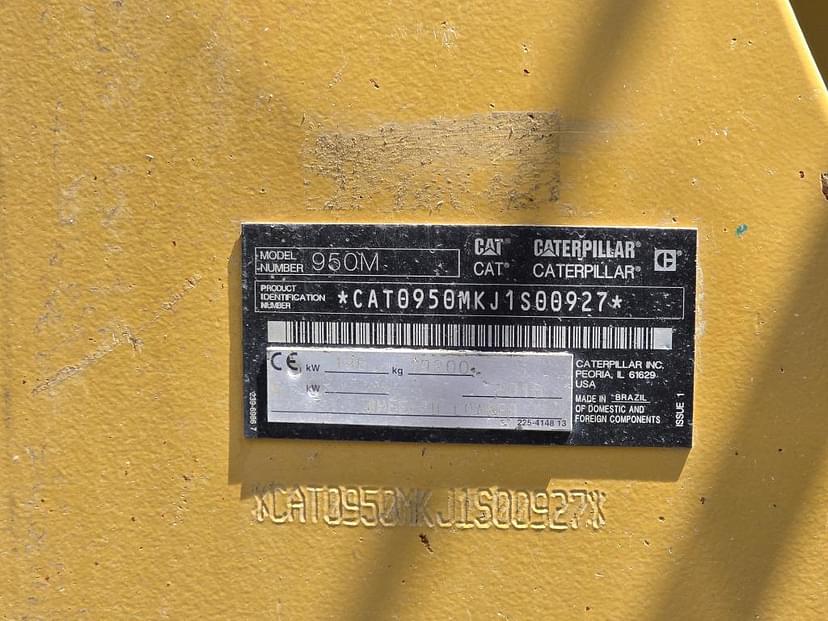 MODEL NUMBER 950M
CAT® CATERPILLAR®
CAT® CATERPILLAR®
PRODUCT IDENTIFICATION NUMBER *CAT0950MKJ1S00927*
CE kW kg
kW
225-4148 13
CATERPILLAR INC.
PEORIA, IL 61629
USA
MADE IN BRAZIL
OF DOMESTIC AND
FOREIGN COMPONENTS
ISSUE 1
*CAT0950MKJ1S00927*